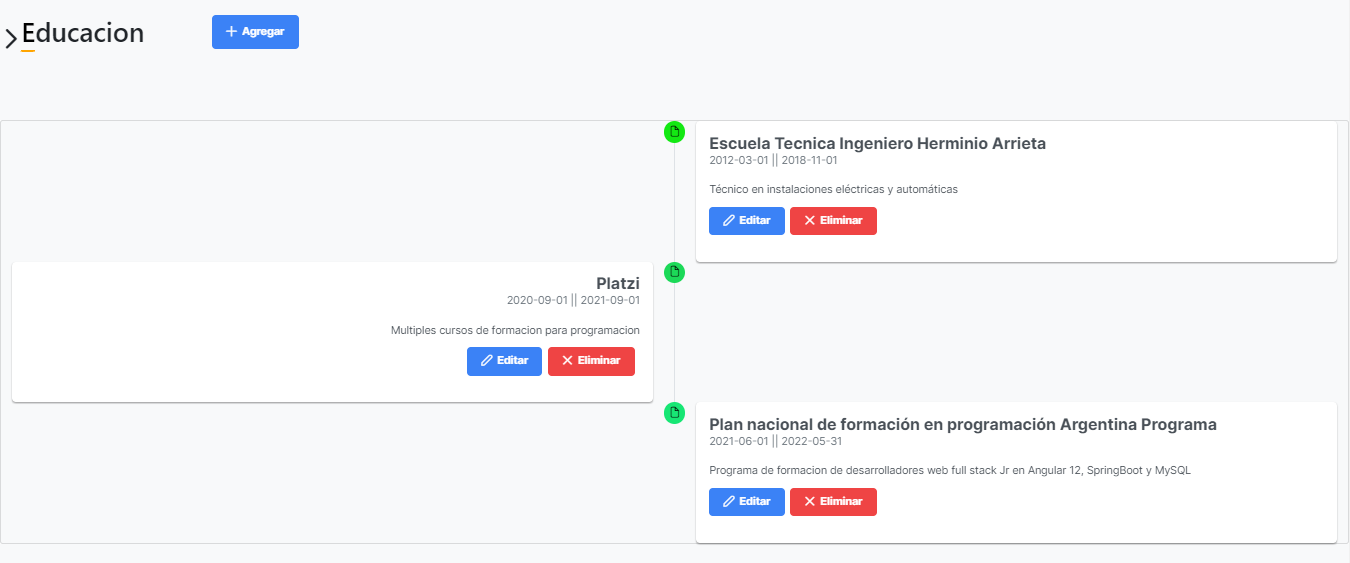 Educacion
Agregar
Escuela Tecnica Ingeniero Herminio Arrieta
2012-03-01 || 2018-11-01
Técnico en instalaciones eléctricas y automáticas
Editar Eliminar
Platzi
2020-09-01 || 2021-09-01
Multiples cursos de formacion para programacion
Editar Eliminar
Plan nacional de formación en programación Argentina Programa
2021-06-01 || 2022-05-31
Programa de formacion de desarrolladores web full stack Jr en Angular 12, SpringBoot y MySQL
Editar Eliminar